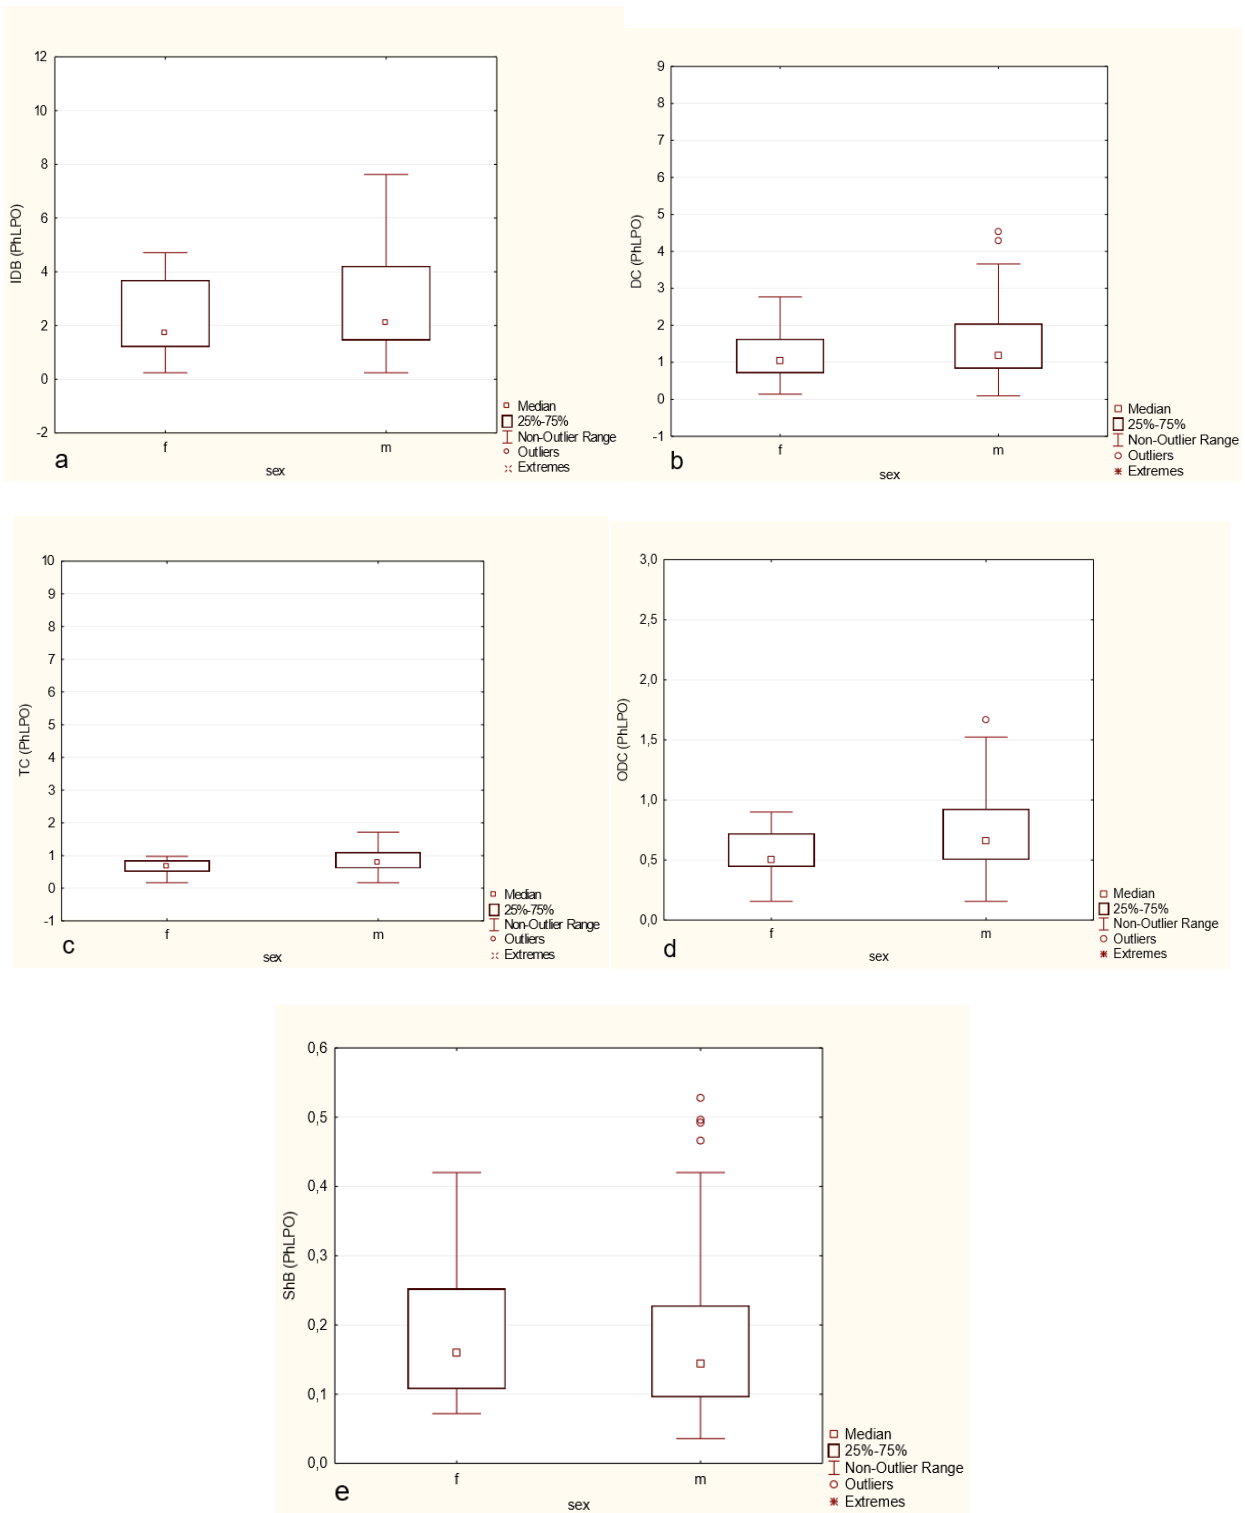 12
10
8
6
4
2
0
-2
IDB (PhLPO)
f
m
sex
a
Median
25%-75%
Non-Outlier Range
Outliers
Extremes
9
8
7
6
5
4
3
2
1
0
-1
DC (PhLPO)
f
m
sex
b
Median
25%-75%
Non-Outlier Range
Outliers
Extremes
10
9
8
7
6
5
4
3
2
1
0
-1
TC (PhLPO)
f
m
sex
c
Median
25%-75%
Non-Outlier Range
Outliers
Extremes
3,0
2,5
2,0
1,5
1,0
0,5
0,0
ODC (PhLPO)
f
m
sex
d
Median
25%-75%
Non-Outlier Range
Outliers
Extremes
0,6
0,5
0,4
0,3
0,2
0,1
0,0
ShB (PhLPO)
f
m
sex
e
Median
25%-75%
Non-Outlier Range
Outliers
Extremes